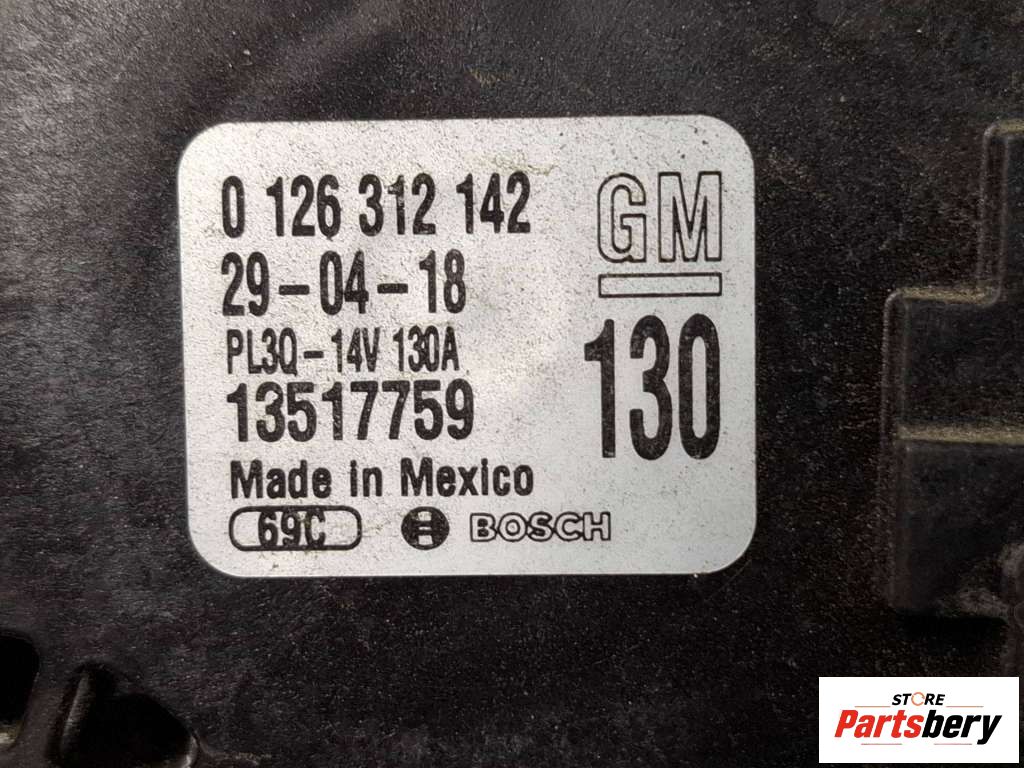 0 126 312 142
GM
29-04-18
PL3Q-14V 130A
130
13517759
Made in Mexico
69C BOSCH
STORE
Partsbery